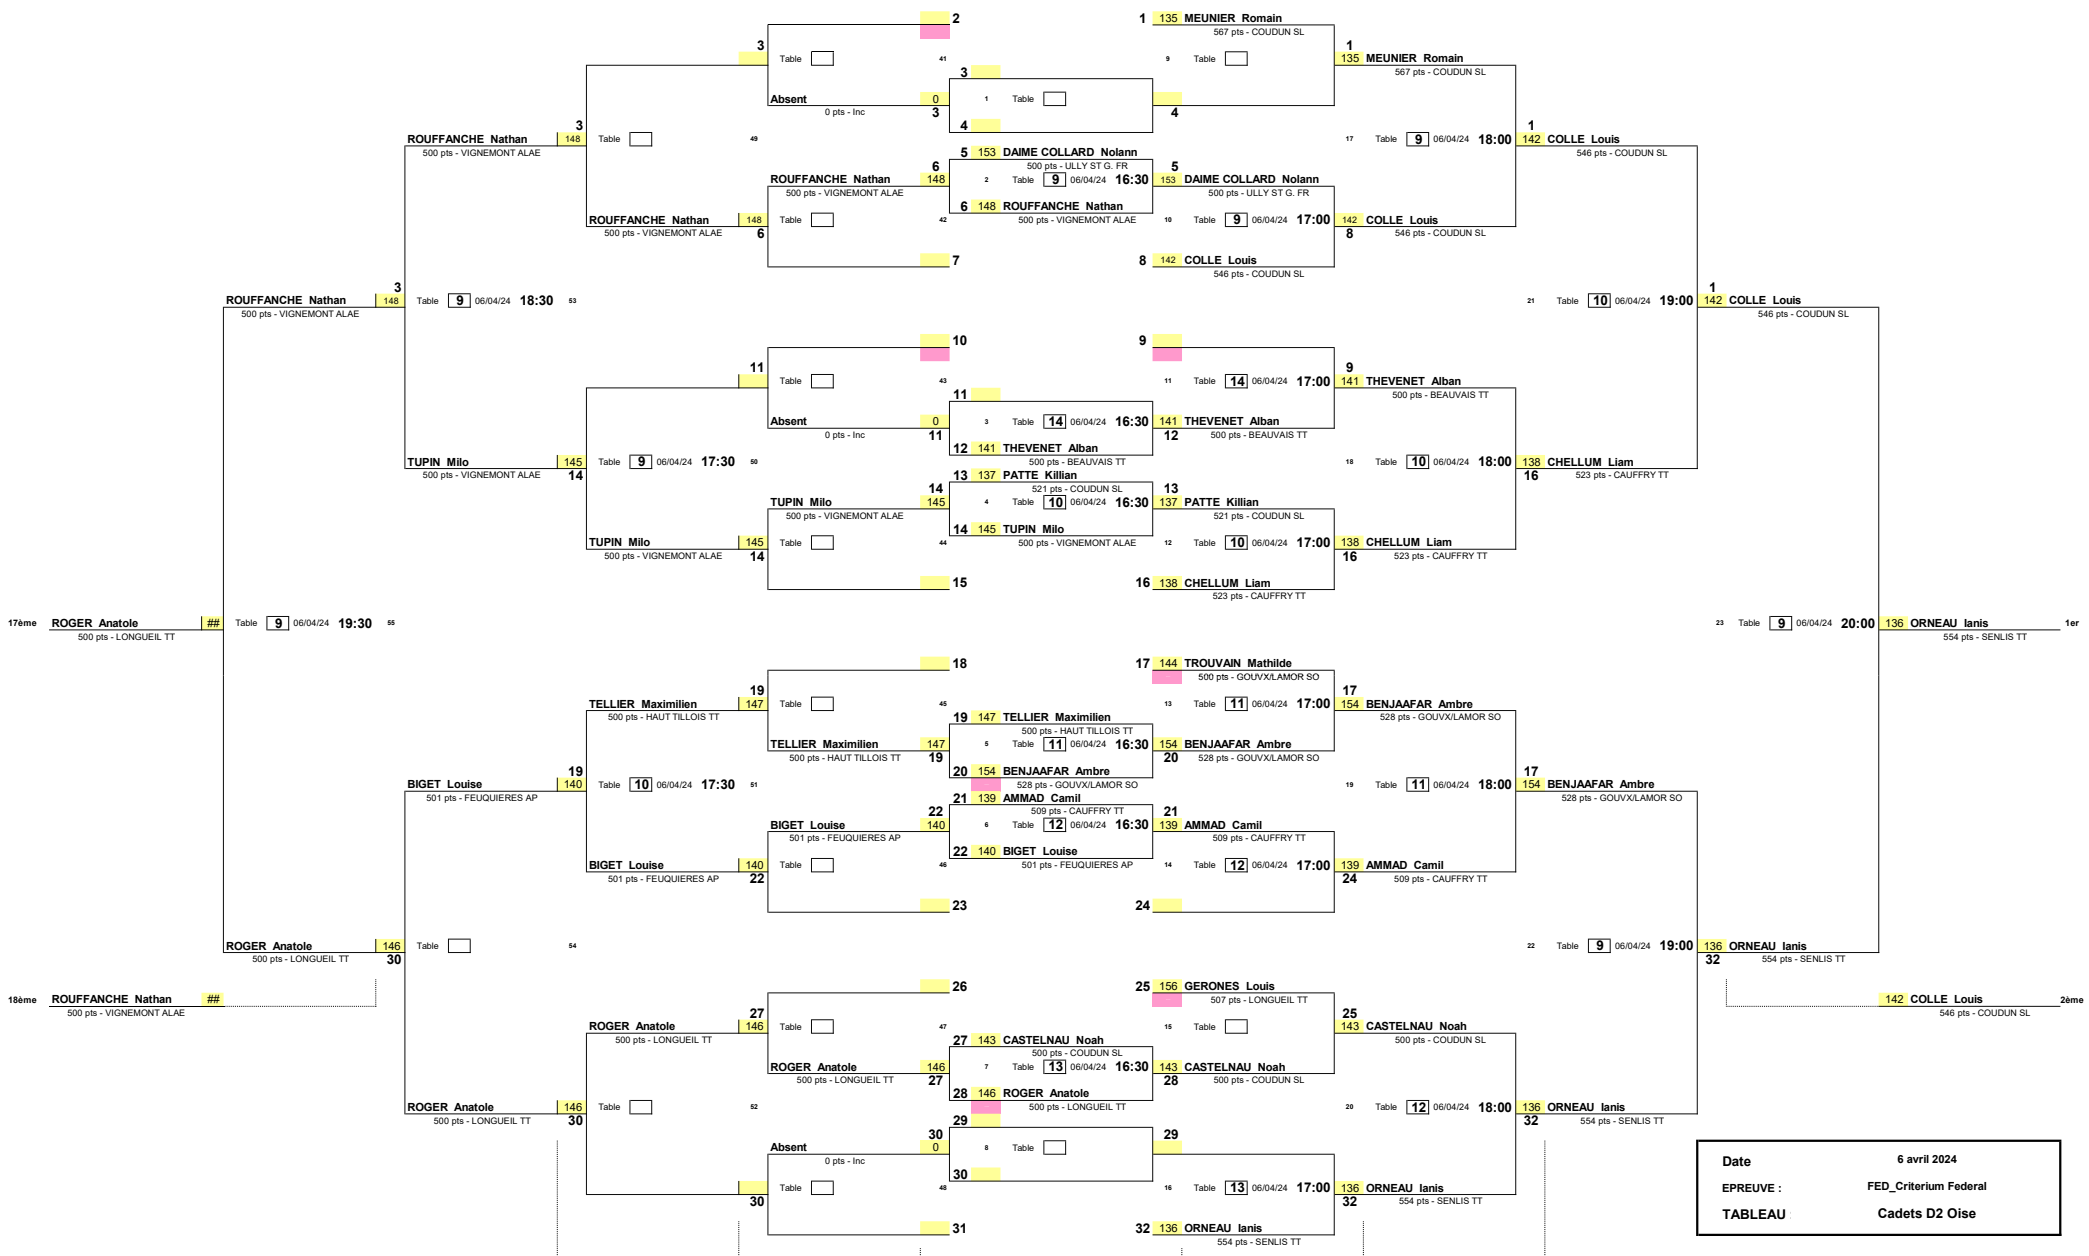 2 1 135 MEUNIER Romain
567 pts - COUDUN SL
3 1
Table 41 9 Table 135 MEUNIER Romain
567 pts - COUDUN SL
3
Absent 0 1 Table
0 pts - Inc 3 4
4
3 1
ROUFFANCHE Nathan 148 Table 49 17 Table 9 06/04/24 18:00 142 COLLE Louis
500 pts - VIGNEMONT ALAE 546 pts - COUDUN SL
5 153 DAIME COLLARD Nolann
6 500 pts - ULLY ST G. FR 5
ROUFFANCHE Nathan 148 2 Table 9 06/04/24 16:30 153 DAIME COLLARD Nolann
500 pts - VIGNEMONT ALAE 500 pts - ULLY ST G. FR
6 148 ROUFFANCHE Nathan
ROUFFANCHE Nathan 148 Table 42 500 pts - VIGNEMONT ALAE 10 Table 9 06/04/24 17:00 142 COLLE Louis
500 pts - VIGNEMONT ALAE 6 8 546 pts - COUDUN SL
7 8 142 COLLE Louis
546 pts - COUDUN SL
3 1
ROUFFANCHE Nathan 148 Table 9 06/04/24 18:30 53 21 Table 10 06/04/24 19:00 142 COLLE Louis
500 pts - VIGNEMONT ALAE 546 pts - COUDUN SL
10 9
11 9
Table 43 11 Table 14 06/04/24 17:00 141 THEVENET Alban
11 500 pts - BEAUVAIS TT
Absent 0 3 Table 14 06/04/24 16:30 141 THEVENET Alban
0 pts - Inc 11 12 500 pts - BEAUVAIS TT
12 141 THEVENET Alban
500 pts - BEAUVAIS TT
TUPIN Milo 145 Table 9 06/04/24 17:30 50 18 Table 10 06/04/24 18:00 138 CHELLUM Liam
500 pts - VIGNEMONT ALAE 14 16 523 pts - CAUFFRY TT
13 137 PATTE Killian
14 521 pts - COUDUN SL 13
TUPIN Milo 145 4 Table 10 06/04/24 16:30 137 PATTE Killian
500 pts - VIGNEMONT ALAE 521 pts - COUDUN SL
14 145 TUPIN Milo
TUPIN Milo 145 Table 44 500 pts - VIGNEMONT ALAE 12 Table 10 06/04/24 17:00 138 CHELLUM Liam
500 pts - VIGNEMONT ALAE 14 16 523 pts - CAUFFRY TT
15 16 138 CHELLUM Liam
523 pts - CAUFFRY TT
17ème ROGER Anatole ## Table 9 06/04/24 19:30 55 23 Table 9 06/04/24 20:00 136 ORNEAU Ianis 1er
500 pts - LONGUEIL TT 554 pts - SENLIS TT
18 17 144 TROUVAIN Mathilde
500 pts - GOUVX/LAMOR SO
19 17
TELLIER Maximilien 147 Table 45 13 Table 11 06/04/24 17:00 154 BENJAAFAR Ambre
500 pts - HAUT TILLOIS TT 19 147 TELLIER Maximilien 528 pts - GOUVX/LAMOR SO
500 pts - HAUT TILLOIS TT
TELLIER Maximilien 147 5 Table 11 06/04/24 16:30 154 BENJAAFAR Ambre
500 pts - HAUT TILLOIS TT 19 20 528 pts - GOUVX/LAMOR SO
19 20 154 BENJAAFAR Ambre 17
BIGET Louise 140 Table 10 06/04/24 17:30 51 528 pts - GOUVX/LAMOR SO 19 Table 11 06/04/24 18:00 154 BENJAAFAR Ambre
501 pts - FEUQUIERES AP 528 pts - GOUVX/LAMOR SO
21 139 AMMAD Camil
22 509 pts - CAUFFRY TT 21
BIGET Louise 140 6 Table 12 06/04/24 16:30 139 AMMAD Camil
501 pts - FEUQUIERES AP 509 pts - CAUFFRY TT
22 140 BIGET Louise
BIGET Louise 140 Table 46 501 pts - FEUQUIERES AP 14 Table 12 06/04/24 17:00 139 AMMAD Camil
501 pts - FEUQUIERES AP 22 24 509 pts - CAUFFRY TT
23 24
ROGER Anatole 146 Table 54 22 Table 9 06/04/24 19:00 136 ORNEAU Ianis
500 pts - LONGUEIL TT 30 32 554 pts - SENLIS TT
26 25 156 GERONES Louis
18ème ROUFFANCHE Nathan ## 507 pts - LONGUEIL TT 142 COLLE Louis 2ème
500 pts - VIGNEMONT ALAE 546 pts - COUDUN SL
27 25
ROGER Anatole 146 Table 47 15 Table 143 CASTELNAU Noah
500 pts - LONGUEIL TT 27 143 CASTELNAU Noah 500 pts - COUDUN SL
500 pts - COUDUN SL
ROGER Anatole 146 7 Table 13 06/04/24 16:30 143 CASTELNAU Noah
500 pts - LONGUEIL TT 27 28 500 pts - COUDUN SL
28 146 ROGER Anatole
ROGER Anatole 146 Table 52 500 pts - LONGUEIL TT 20 Table 12 06/04/24 18:00 136 ORNEAU Ianis
500 pts - LONGUEIL TT 30 32 554 pts - SENLIS TT
29
30 29
Absent 0 8 Table
0 pts - Inc
30
Table 48 16 Table 13 06/04/24 17:00 136 ORNEAU Ianis
30 32 554 pts - SENLIS TT
31 32 136 ORNEAU Ianis
554 pts - SENLIS TT
Date 6 avril 2024
EPREUVE : FED_Criterium Federal
TABLEAU Cadets D2 Oise